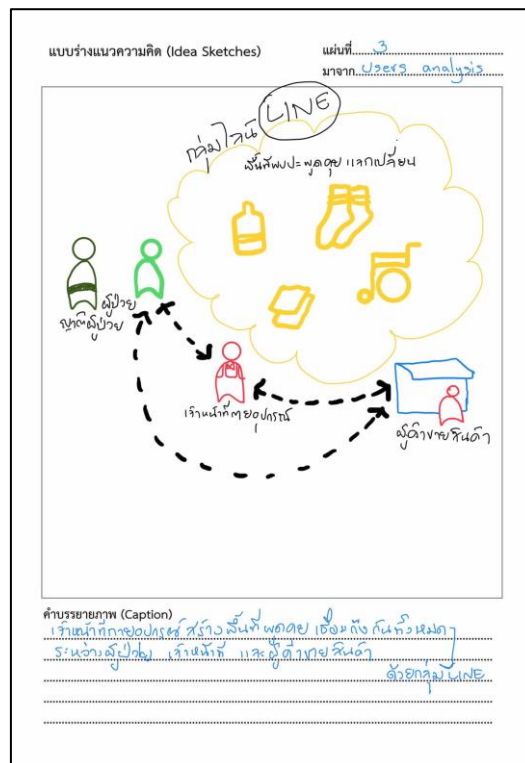 แบบร่างแนวความคิด (Idea Sketches)
แผ่นที่ 3
มาจาก Users analysis
กลุ่มไลน์ LINE
พื้นที่พบปะพูดคุย แลกเปลี่ยน
ผู้ป่วย
ญาติผู้ป่วย
เจ้าหน้าที่กายอุปกรณ์
ผู้ค้าขายสินค้า
คำบรรยายภาพ (Caption)
เจ้าหน้าที่กายอุปกรณ์ สร้างพื้นที่พูดคุย เชื่อมถึงกันทั้งหมด
ระหว่างผู้ป่วย เจ้าหน้าที่ และผู้ค้าขายสินค้า
ด้วยกลุ่ม LINE